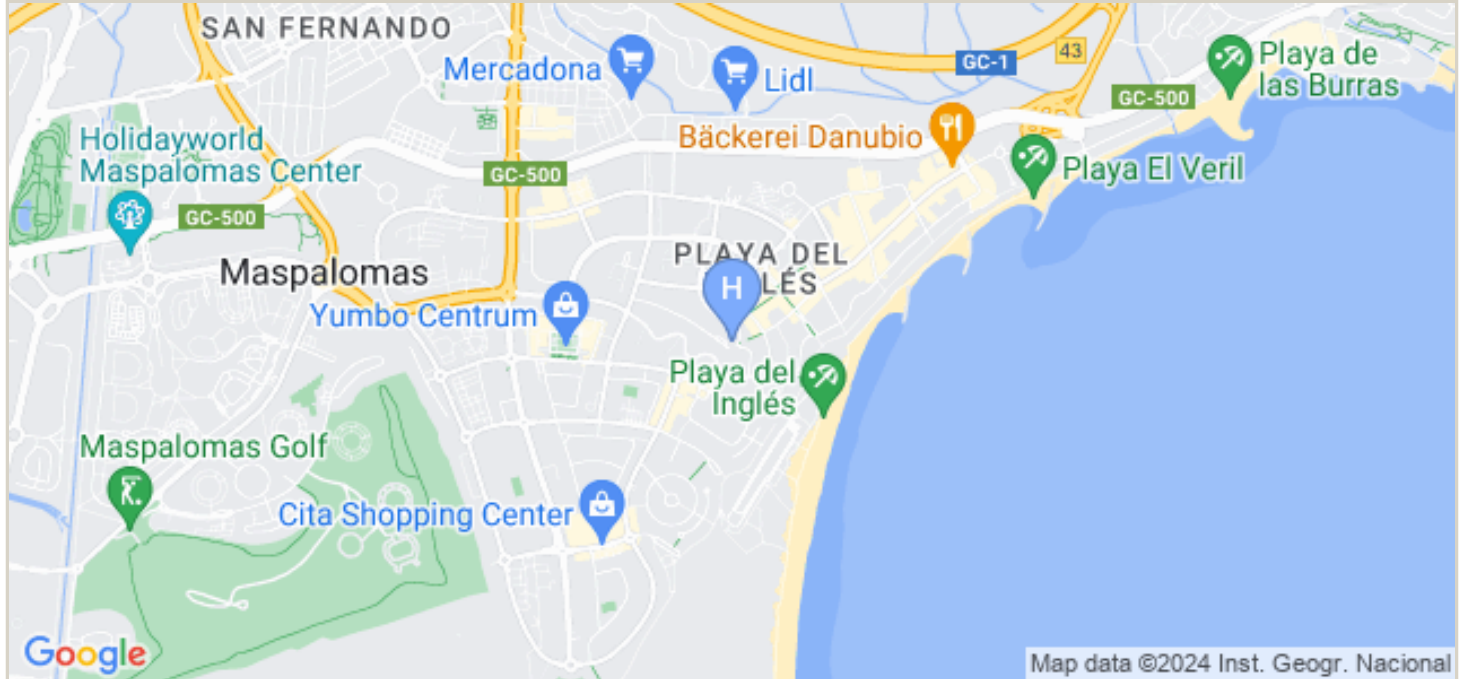 SAN FERNANDO
Mercadona
Lidl
GC-1
43
Playa de
las Burras
GC-500
Bäckerei Danubio
Holidayworld
Maspalomas Center
GC-500
Playa El Veril
GC-500
PLAYA DEL
Maspalomas
H
Yumbo Centrum
Playa del
Inglés
Maspalomas Golf
Cita Shopping Center
Google
Map data ©2024 Inst. Geogr. Nacional